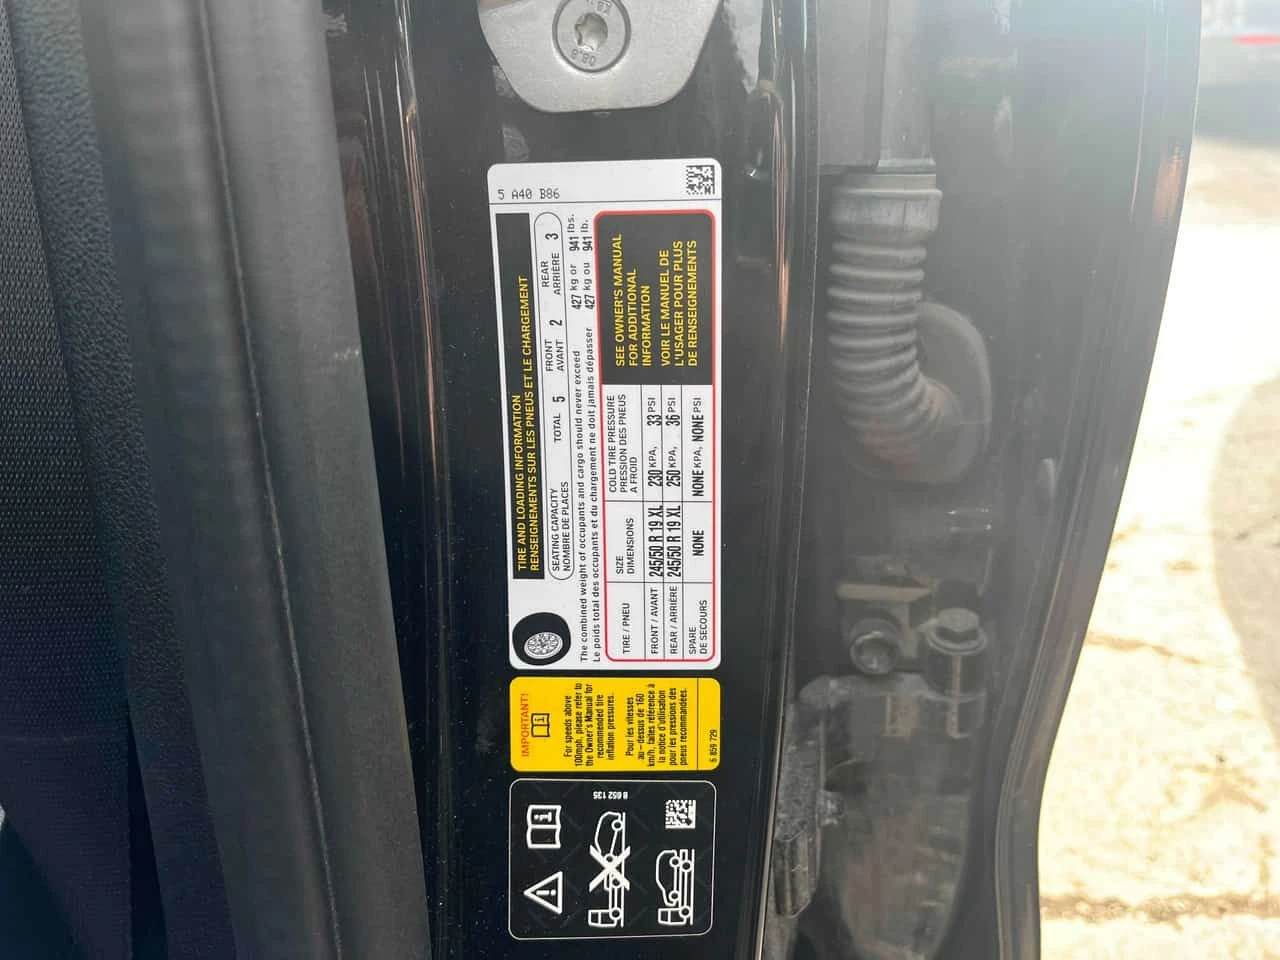 5 A40 B86
TIRE AND LOADING INFORMATION
RENSEIGNEMENTS SUR LES PNEUS ET LE CHARGEMENT
SEATING CAPACITY
NOMBRE DE PLACES
TOTAL 5
FRONT
AVANT 2
REAR
ARRIÈRE 3
The combined weight of occupants and cargo should never exceed 427 kg or 941 lbs.
Le poids total des occupants et du chargement ne doit jamais dépasser 427 kg ou 941 lb.
TIRE / PNEU
SIZE
DIMENSIONS
COLD TIRE PRESSURE
PRESSION DES PNEUS
A FROID
FRONT / AVANT 245/50 R 19 XL 230 KPA, 33 PSI
REAR / ARRIÈRE 245/50 R 19 XL 250 KPA, 36 PSI
SPARE
DE SECOURS
NONE NONE KPA, NONE PSI
SEE OWNER'S MANUAL
FOR ADDITIONAL
INFORMATION
VOIR LE MANUEL DE
L'USAGER POUR PLUS
DE RENSEIGNEMENTS
IMPORTANT!
For speeds above
100mph, please refer to
the Owner's Manual for
recommended tire
inflation pressures.
Pour les vitesses
au-dessus de 160
km/h, faites référence à
la notice d'utilisation
pour les pressions des
pneus recommandées.
6 856 729
8 652 135